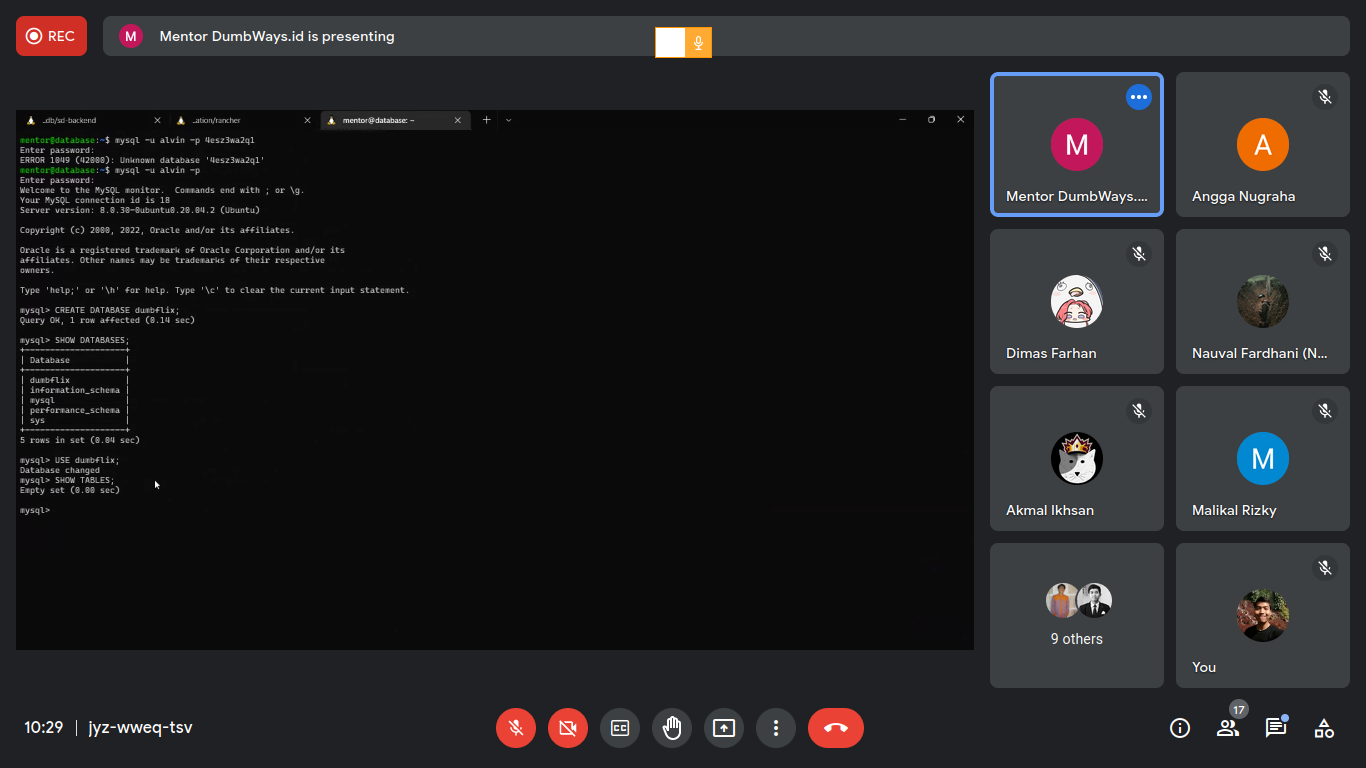 REC
M
Mentor DumbWays.id is presenting
..db/sd-backend
..ation/rancher
mentor@database: ~
mentor@database:~$ mysql -u alvin -p 4esz3wa2q1
Enter password:
ERROR 1049 (42000): Unknown database '4esz3wa2q1'
mentor@database:~$ mysql -u alvin -p
Enter password:
Welcome to the MySQL monitor.  Commands end with ; or \g.
Your MySQL connection id is 18
Server version: 8.0.30-0ubuntu0.20.04.2 (Ubuntu)
Copyright (c) 2000, 2022, Oracle and/or its affiliates.
Oracle is a registered trademark of Oracle Corporation and/or its
affiliates. Other names may be trademarks of their respective
owners.
Type 'help;' or '\h' for help. Type '\c' to clear the current input statement.
mysql> CREATE DATABASE dumbflix;
Query OK, 1 row affected (0.14 sec)
mysql> SHOW DATABASES;
+--------------------+
| Database           |
+--------------------+
| dumbflix           |
| information_schema |
| mysql              |
| performance_schema |
| sys                |
+--------------------+
5 rows in set (0.04 sec)
mysql> USE dumbflix;
Database changed
mysql> SHOW TABLES;
Empty set (0.00 sec)
mysql>
M
Mentor DumbWays....
A
Angga Nugraha
Dimas Farhan
Nauval Fardhani (N...
Akmal Ikhsan
M
Malikal Rizky
9 others
You
10:29 | jyz-wweq-tsv
CC
17